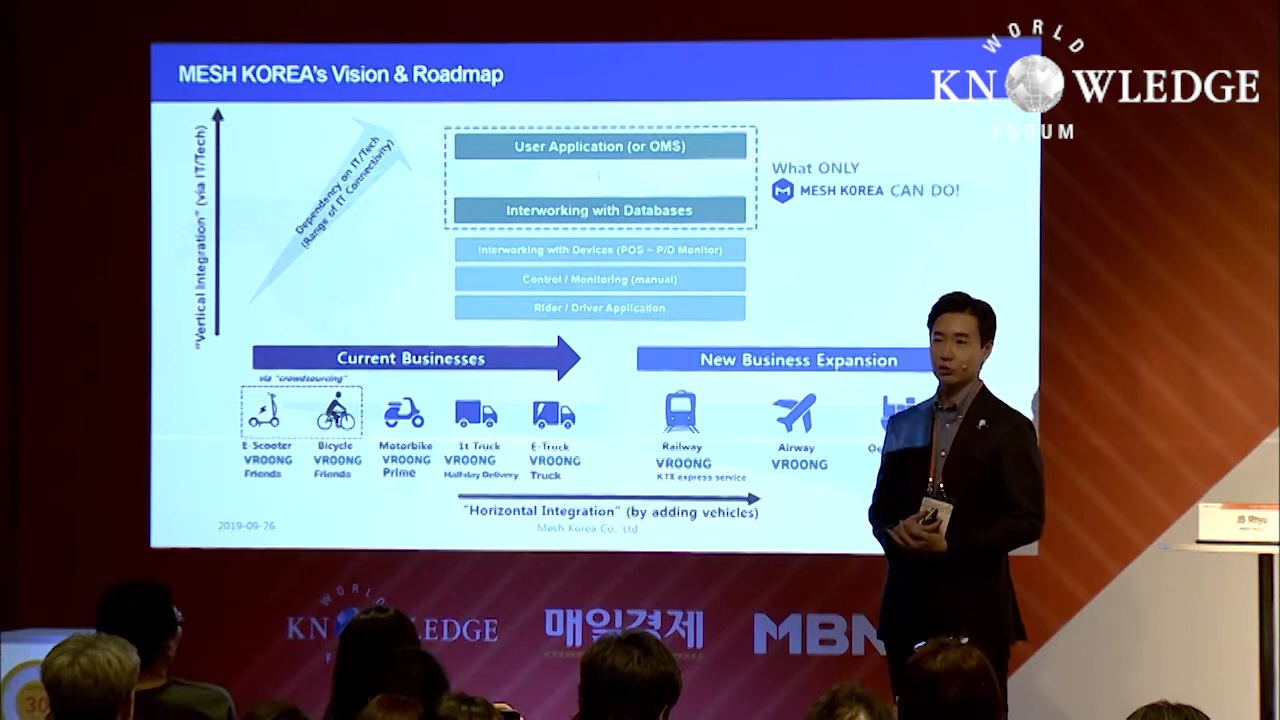 WORLD
KNOWLEDGE
FORUM
MESH KOREA's Vision & Roadmap
"Vertical Integration" (via IT/Tech)
Dependency on IT/Tech
(Range of IT Connectivity)
User Application (or OMS)
Interworking with Databases
What ONLY
MESH KOREA CAN DO!
Interworking with Devices (POS ~ P/D Monitor)
Control / Monitoring (manual)
Rider / Driver Application
Current Businesses
New Business Expansion
via "crowdsourcing"
E-Scooter
VROONG
Friends
Bicycle
VROONG
Friends
Motorbike
VROONG
Prime
1t Truck
VROONG
Half-day Delivery
E-Truck
VROONG
Truck
Railway
VROONG
KTX express service
Airway
VROONG
"Horizontal Integration" (by adding vehicles)
2019-09-26
Mesh Korea Co., Ltd
JB Rhyu
WORLD
KNOWLEDGE
매일경제
MBN
30